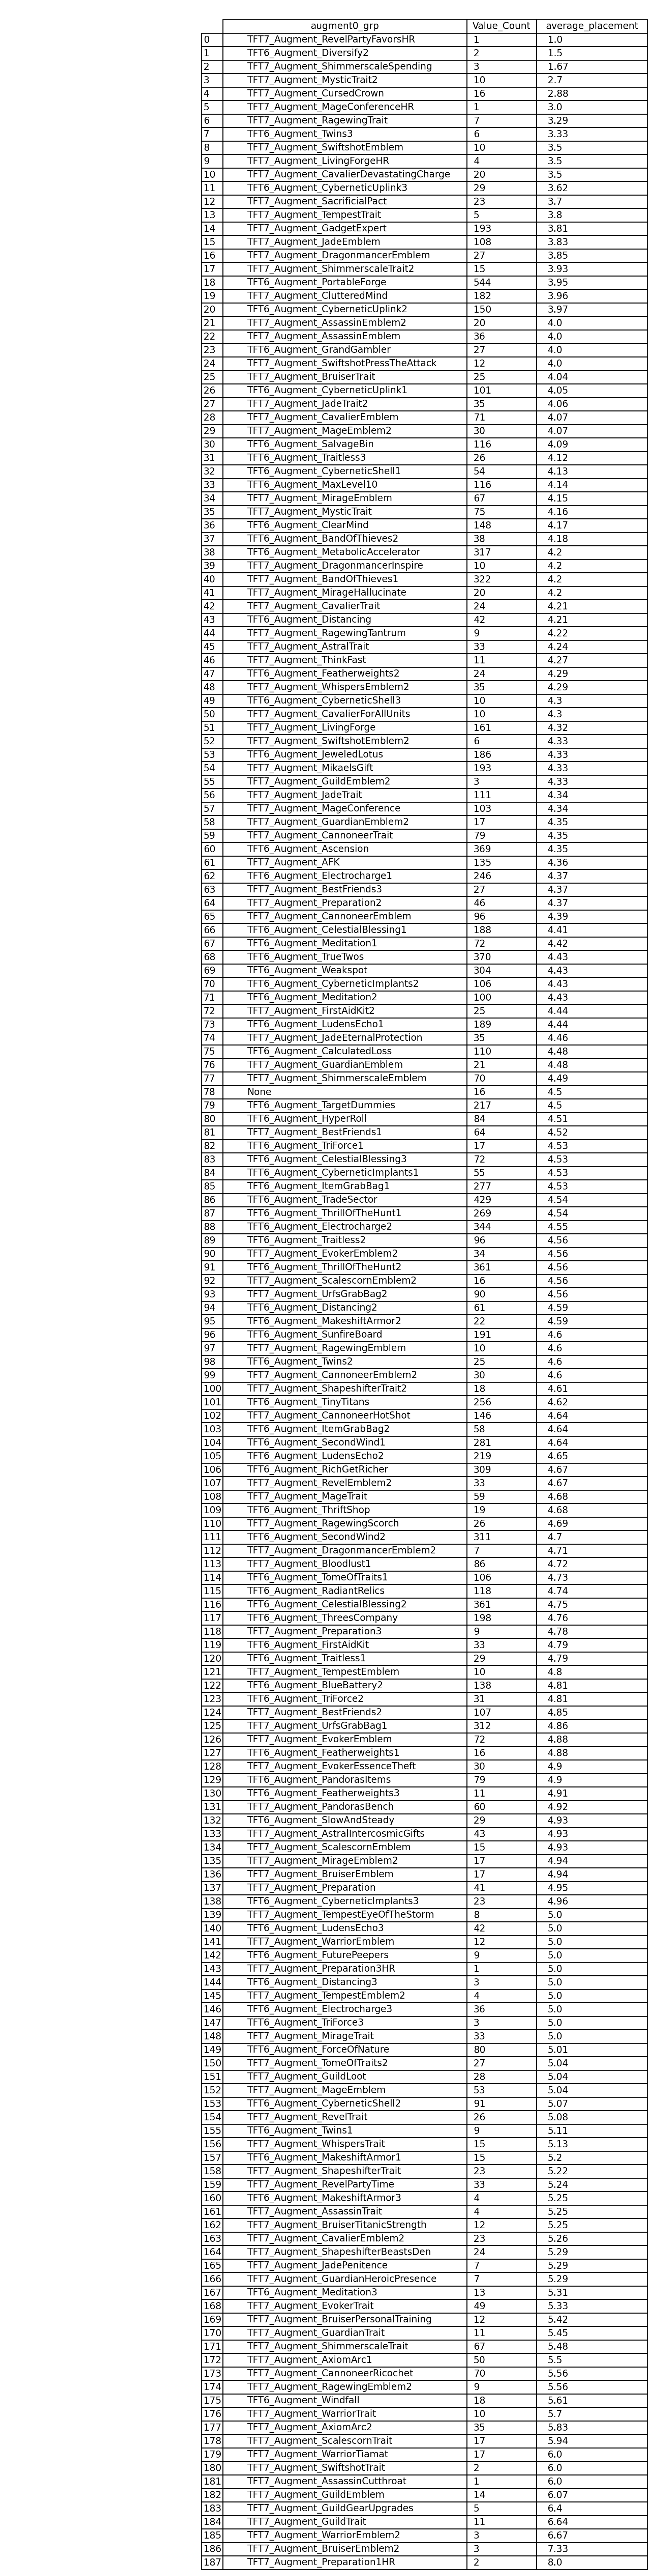 augment0_grp Value_Count average_placement
0 TFT7_Augment_RevelPartyFavorsHR 1 1.0
1 TFT6_Augment_Diversify2 2 1.5
2 TFT7_Augment_ShimmerscaleSpending 3 1.67
3 TFT7_Augment_MysticTrait2 10 2.7
4 TFT7_Augment_CursedCrown 16 2.88
5 TFT7_Augment_MageConferenceHR 1 3.0
6 TFT7_Augment_RagewingTrait 7 3.29
7 TFT6_Augment_Twins3 6 3.33
8 TFT7_Augment_SwiftshotEmblem 10 3.5
9 TFT7_Augment_LivingForgeHR 4 3.5
10 TFT7_Augment_CavalierDevastatingCharge 20 3.5
11 TFT6_Augment_CyberneticUplink3 29 3.62
12 TFT7_Augment_SacrificialPact 23 3.7
13 TFT7_Augment_TempestTrait 5 3.8
14 TFT7_Augment_GadgetExpert 193 3.81
15 TFT7_Augment_JadeEmblem 108 3.83
16 TFT7_Augment_DragonmancerEmblem 27 3.85
17 TFT7_Augment_ShimmerscaleTrait2 15 3.93
18 TFT6_Augment_PortableForge 544 3.95
19 TFT7_Augment_ClutteredMind 182 3.96
20 TFT6_Augment_CyberneticUplink2 150 3.97
21 TFT7_Augment_AssassinEmblem2 20 4.0
22 TFT7_Augment_AssassinEmblem 36 4.0
23 TFT6_Augment_GrandGambler 27 4.0
24 TFT7_Augment_SwiftshotPressTheAttack 12 4.0
25 TFT7_Augment_BruiserTrait 25 4.04
26 TFT6_Augment_CyberneticUplink1 101 4.05
27 TFT7_Augment_JadeTrait2 35 4.06
28 TFT7_Augment_CavalierEmblem 71 4.07
29 TFT7_Augment_MageEmblem2 30 4.07
30 TFT6_Augment_SalvageBin 116 4.09
31 TFT6_Augment_Traitless3 26 4.12
32 TFT6_Augment_CyberneticShell1 54 4.13
33 TFT6_Augment_MaxLevel10 116 4.14
34 TFT7_Augment_MirageEmblem 67 4.15
35 TFT7_Augment_MysticTrait 75 4.16
36 TFT6_Augment_ClearMind 148 4.17
37 TFT6_Augment_BandOfThieves2 38 4.18
38 TFT6_Augment_MetabolicAccelerator 317 4.2
39 TFT7_Augment_DragonmancerInspire 10 4.2
40 TFT7_Augment_BandOfThieves1 322 4.2
41 TFT7_Augment_MirageHallucinate 20 4.2
42 TFT7_Augment_CavalierTrait 24 4.21
43 TFT6_Augment_Distancing 42 4.21
44 TFT7_Augment_RagewingTantrum 9 4.22
45 TFT7_Augment_AstralTrait 33 4.24
46 TFT7_Augment_ThinkFast 11 4.27
47 TFT6_Augment_Featherweights2 24 4.29
48 TFT7_Augment_WhispersEmblem2 35 4.29
49 TFT6_Augment_CyberneticShell3 10 4.3
50 TFT7_Augment_CavalierForAllUnits 10 4.3
51 TFT7_Augment_LivingForge 161 4.32
52 TFT7_Augment_SwiftshotEmblem2 6 4.33
53 TFT6_Augment_JeweledLotus 186 4.33
54 TFT7_Augment_MikaelsGift 193 4.33
55 TFT7_Augment_GuildEmblem2 3 4.33
56 TFT7_Augment_JadeTrait 111 4.34
57 TFT7_Augment_MageConference 103 4.34
58 TFT7_Augment_GuardianEmblem2 17 4.35
59 TFT7_Augment_CannoneerTrait 79 4.35
60 TFT6_Augment_Ascension 369 4.35
61 TFT7_Augment_AFK 135 4.36
62 TFT6_Augment_Electrocharge1 246 4.37
63 TFT7_Augment_BestFriends3 27 4.37
64 TFT7_Augment_Preparation2 46 4.37
65 TFT7_Augment_CannoneerEmblem 96 4.39
66 TFT6_Augment_CelestialBlessing1 188 4.41
67 TFT6_Augment_Meditation1 72 4.42
68 TFT6_Augment_TrueTwos 370 4.43
69 TFT6_Augment_Weakspot 304 4.43
70 TFT6_Augment_CyberneticImplants2 106 4.43
71 TFT6_Augment_Meditation2 100 4.43
72 TFT7_Augment_FirstAidKit2 25 4.44
73 TFT6_Augment_LudensEcho1 189 4.44
74 TFT7_Augment_JadeEternalProtection 35 4.46
75 TFT6_Augment_CalculatedLoss 110 4.48
76 TFT7_Augment_GuardianEmblem 21 4.48
77 TFT7_Augment_ShimmerscaleEmblem 70 4.49
78 None 16 4.5
79 TFT6_Augment_TargetDummies 217 4.5
80 TFT6_Augment_HyperRoll 84 4.51
81 TFT7_Augment_BestFriends1 64 4.52
82 TFT6_Augment_TriForce1 17 4.53
83 TFT6_Augment_CelestialBlessing3 72 4.53
84 TFT6_Augment_CyberneticImplants1 55 4.53
85 TFT6_Augment_ItemGrabBag1 277 4.53
86 TFT6_Augment_TradeSector 429 4.54
87 TFT6_Augment_ThrillOfTheHunt1 269 4.54
88 TFT6_Augment_Electrocharge2 344 4.55
89 TFT6_Augment_Traitless2 96 4.56
90 TFT7_Augment_EvokerEmblem2 34 4.56
91 TFT6_Augment_ThrillOfTheHunt2 361 4.56
92 TFT7_Augment_ScalescornEmblem2 16 4.56
93 TFT7_Augment_UrfsGrabBag2 90 4.56
94 TFT6_Augment_Distancing2 61 4.59
95 TFT6_Augment_MakeshiftArmor2 22 4.59
96 TFT6_Augment_SunfireBoard 191 4.6
97 TFT7_Augment_RagewingEmblem 10 4.6
98 TFT6_Augment_Twins2 25 4.6
99 TFT7_Augment_CannoneerEmblem2 30 4.6
100 TFT7_Augment_ShapeshifterTrait2 18 4.61
101 TFT6_Augment_TinyTitans 256 4.62
102 TFT7_Augment_CannoneerHotShot 146 4.64
103 TFT6_Augment_ItemGrabBag2 58 4.64
104 TFT6_Augment_SecondWind1 281 4.64
105 TFT6_Augment_LudensEcho2 219 4.65
106 TFT6_Augment_RichGetRicher 309 4.67
107 TFT7_Augment_RevelEmblem2 33 4.67
108 TFT7_Augment_MageTrait 59 4.68
109 TFT6_Augment_ThriftShop 19 4.68
110 TFT7_Augment_RagewingScorch 26 4.69
111 TFT6_Augment_SecondWind2 311 4.7
112 TFT7_Augment_DragonmancerEmblem2 7 4.71
113 TFT7_Augment_Bloodlust1 86 4.72
114 TFT6_Augment_TomeOfTraits1 106 4.73
115 TFT6_Augment_RadiantRelics 118 4.74
116 TFT6_Augment_CelestialBlessing2 361 4.75
117 TFT6_Augment_ThreesCompany 198 4.76
118 TFT7_Augment_Preparation3 9 4.78
119 TFT6_Augment_FirstAidKit 33 4.79
120 TFT6_Augment_Traitless1 29 4.79
121 TFT7_Augment_TempestEmblem 10 4.8
122 TFT6_Augment_BlueBattery2 138 4.81
123 TFT6_Augment_TriForce2 31 4.81
124 TFT7_Augment_BestFriends2 107 4.85
125 TFT7_Augment_UrfsGrabBag1 312 4.86
126 TFT7_Augment_EvokerEmblem 72 4.88
127 TFT6_Augment_Featherweights1 16 4.88
128 TFT7_Augment_EvokerEssenceTheft 30 4.9
129 TFT6_Augment_PandorasItems 79 4.9
130 TFT6_Augment_Featherweights3 11 4.91
131 TFT7_Augment_PandorasBench 60 4.92
132 TFT6_Augment_SlowAndSteady 29 4.93
133 TFT7_Augment_AstralIntercosmicGifts 43 4.93
134 TFT7_Augment_ScalescornEmblem 15 4.93
135 TFT7_Augment_MirageEmblem2 17 4.94
136 TFT7_Augment_BruiserEmblem 17 4.94
137 TFT7_Augment_Preparation 41 4.95
138 TFT6_Augment_CyberneticImplants3 23 4.96
139 TFT7_Augment_TempestEyeOfTheStorm 8 5.0
140 TFT6_Augment_LudensEcho3 42 5.0
141 TFT7_Augment_WarriorEmblem 12 5.0
142 TFT6_Augment_FuturePeepers 9 5.0
143 TFT7_Augment_Preparation3HR 1 5.0
144 TFT6_Augment_Distancing3 3 5.0
145 TFT7_Augment_TempestEmblem2 4 5.0
146 TFT6_Augment_Electrocharge3 36 5.0
147 TFT6_Augment_TriForce3 3 5.0
148 TFT7_Augment_MirageTrait 33 5.0
149 TFT6_Augment_ForceOfNature 80 5.01
150 TFT7_Augment_TomeOfTraits2 27 5.04
151 TFT7_Augment_GuildLoot 28 5.04
152 TFT7_Augment_MageEmblem 53 5.04
153 TFT6_Augment_CyberneticShell2 91 5.07
154 TFT7_Augment_RevelTrait 26 5.08
155 TFT6_Augment_Twins1 9 5.11
156 TFT7_Augment_WhispersTrait 15 5.13
157 TFT6_Augment_MakeshiftArmor1 15 5.2
158 TFT7_Augment_ShapeshifterTrait 23 5.22
159 TFT7_Augment_RevelPartyTime 33 5.24
160 TFT6_Augment_MakeshiftArmor3 4 5.25
161 TFT7_Augment_AssassinTrait 4 5.25
162 TFT7_Augment_BruiserTitanicStrength 12 5.25
163 TFT7_Augment_CavalierEmblem2 23 5.26
164 TFT7_Augment_ShapeshifterBeastsDen 24 5.29
165 TFT7_Augment_JadePenitence 7 5.29
166 TFT7_Augment_GuardianHeroicPresence 7 5.29
167 TFT6_Augment_Meditation3 13 5.31
168 TFT7_Augment_EvokerTrait 49 5.33
169 TFT7_Augment_BruiserPersonalTraining 12 5.42
170 TFT7_Augment_GuardianTrait 11 5.45
171 TFT7_Augment_ShimmerscaleTrait 67 5.48
172 TFT7_Augment_AxiomArc1 50 5.5
173 TFT7_Augment_CannoneerRicochet 70 5.56
174 TFT7_Augment_RagewingEmblem2 9 5.56
175 TFT6_Augment_Windfall 18 5.61
176 TFT7_Augment_WarriorTrait 10 5.7
177 TFT7_Augment_AxiomArc2 35 5.83
178 TFT7_Augment_ScalescornTrait 17 5.94
179 TFT7_Augment_WarriorTiamat 17 6.0
180 TFT7_Augment_SwiftshotTrait 2 6.0
181 TFT7_Augment_AssassinCutthroat 1 6.0
182 TFT7_Augment_GuildEmblem 14 6.07
183 TFT7_Augment_GuildGearUpgrades 5 6.4
184 TFT7_Augment_GuildTrait 11 6.64
185 TFT7_Augment_WarriorEmblem2 3 6.67
186 TFT7_Augment_BruiserEmblem2 3 7.33
187 TFT7_Augment_Preparation1HR 2 8.0